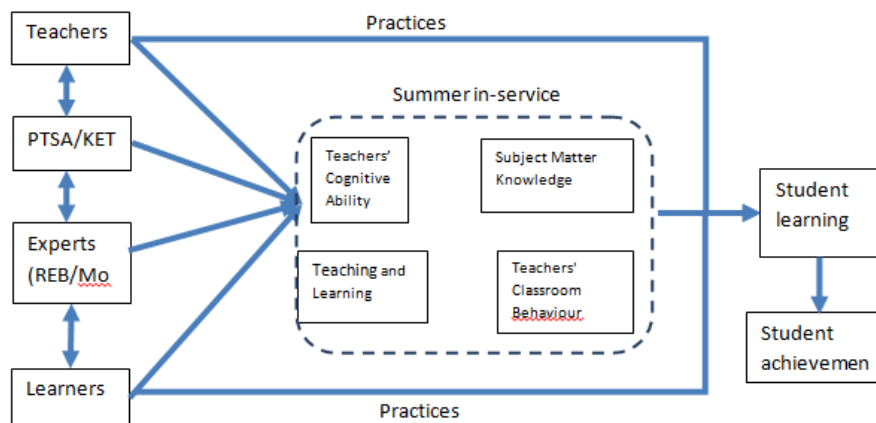 Teachers
Practices
Summer in-service
PTSA/KET
Teachers'
Cognitive
Ability
Subject Matter
Knowledge
Student
learning
Experts
(REB/Mo
Teaching and
Learning
Teachers'
Classroom
Behaviour
Student
achievemen
Learners
Practices